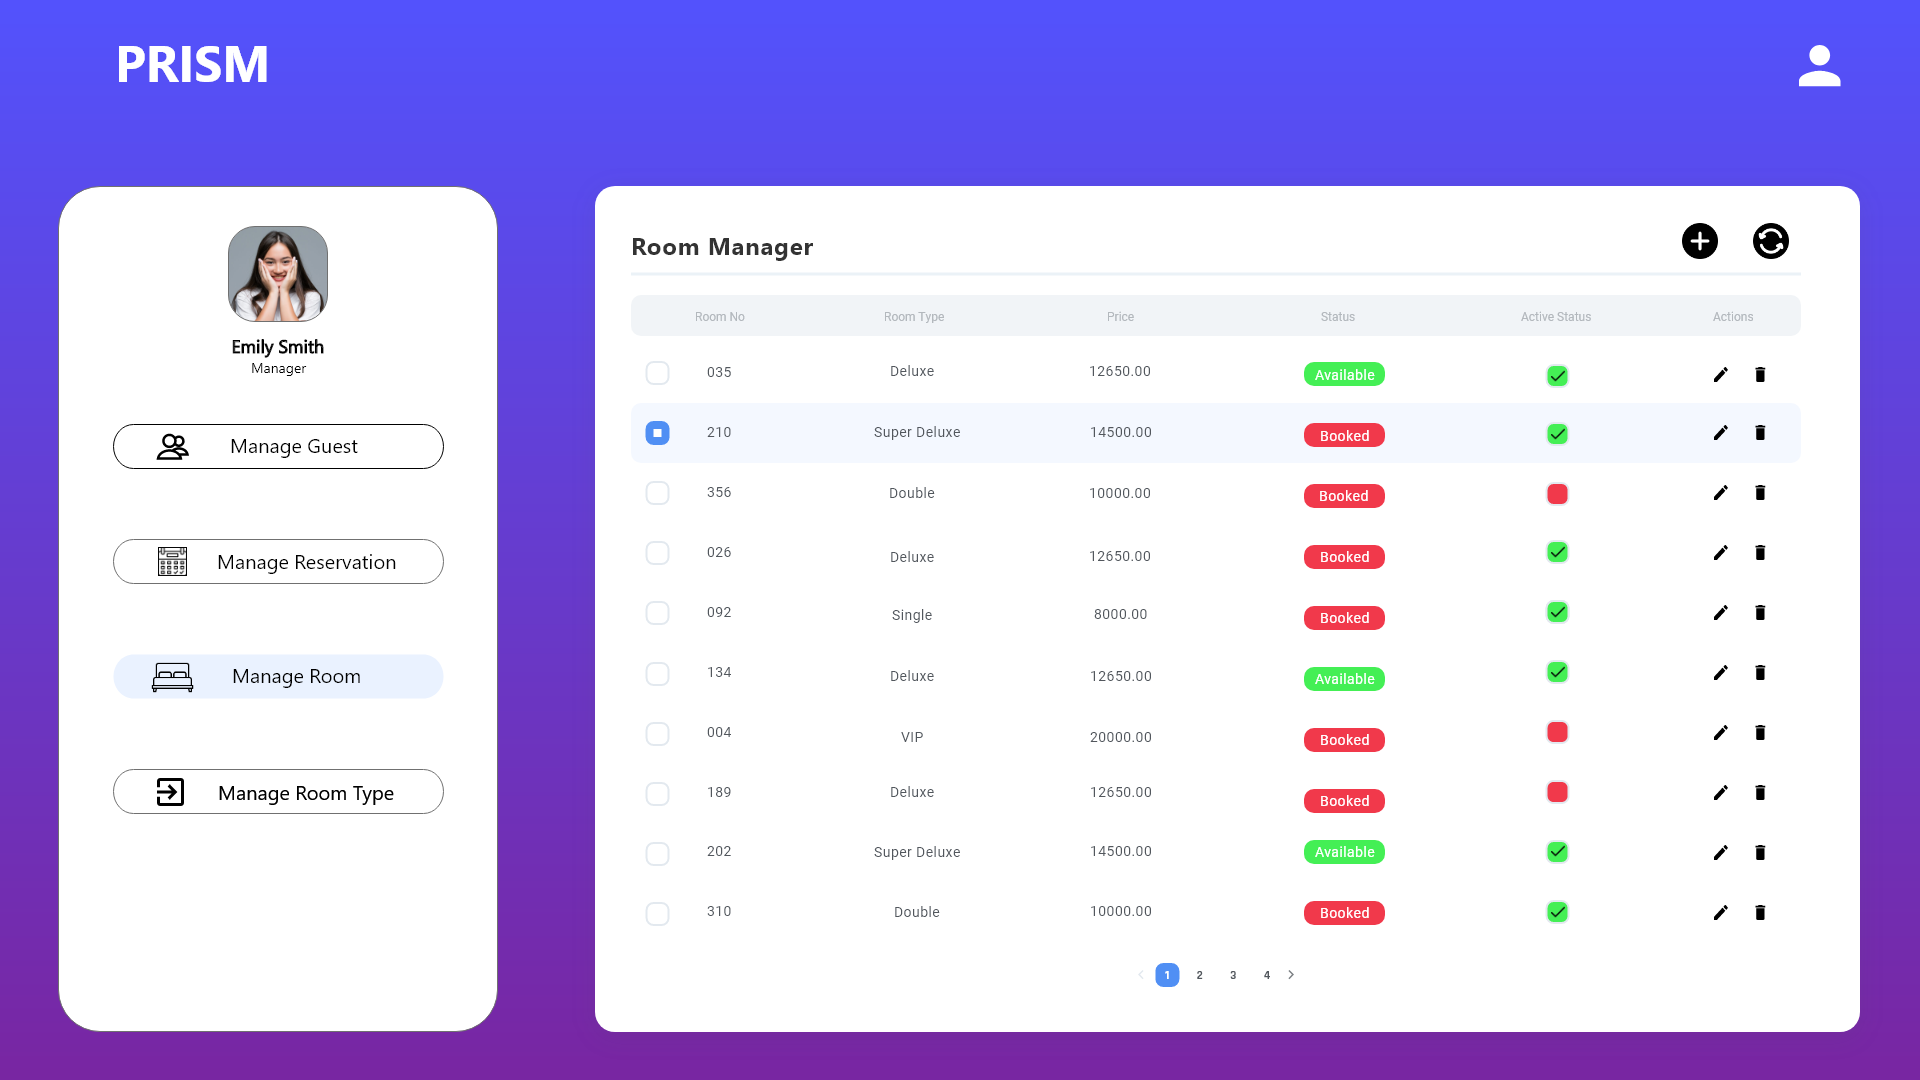 PRISM
Emily Smith
Manager
Manage Guest
Manage Reservation
Manage Room
Manage Room Type
Room Manager
Room No Room Type Price Status Active Status Actions
035 Deluxe 12650.00 Available
210 Super Deluxe 14500.00 Booked
356 Double 10000.00 Booked
026 Deluxe 12650.00 Booked
092 Single 8000.00 Booked
134 Deluxe 12650.00 Available
004 VIP 20000.00 Booked
189 Deluxe 12650.00 Booked
202 Super Deluxe 14500.00 Available
310 Double 10000.00 Booked
1 2 3 4